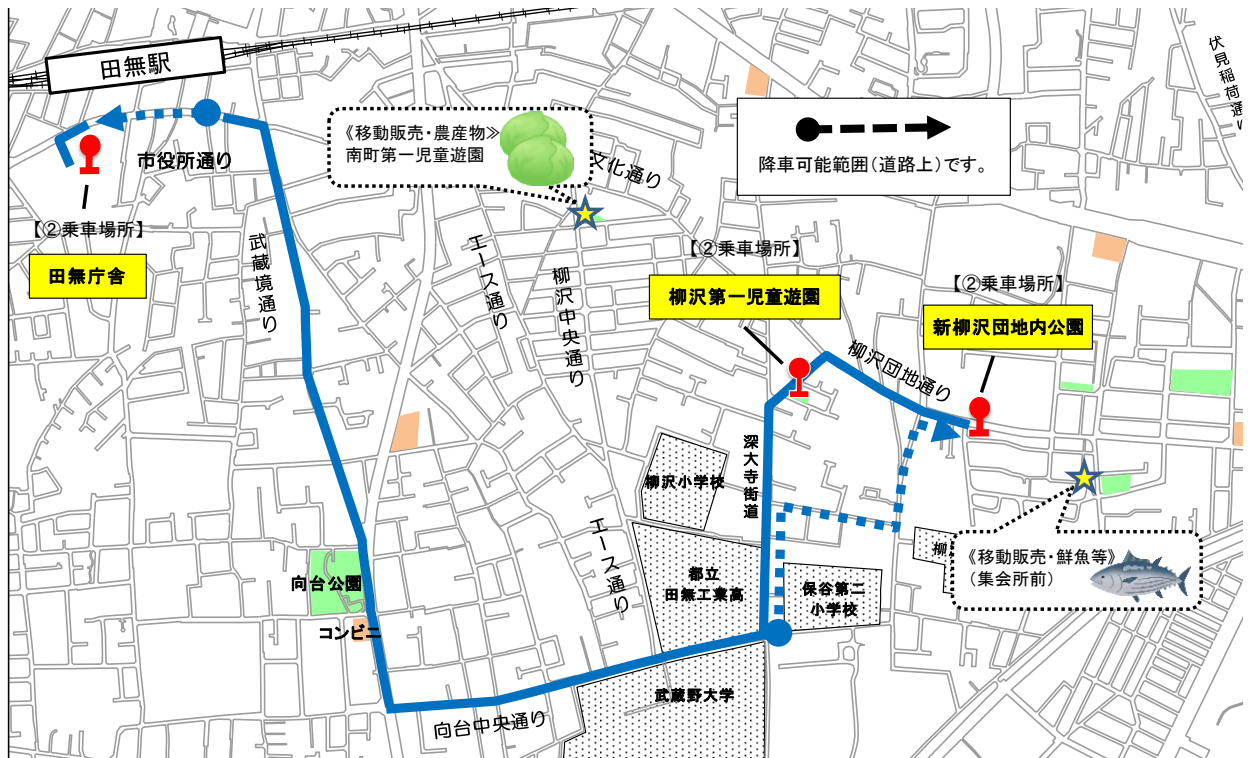 田無駅
伏見稲荷通り
《移動販売・農産物≫
南町第一児童遊園
文化通り
降車可能範囲(道路上)です。
市役所通り
【②乗車場所】
田無庁舎
武蔵境通り
エース通り
柳沢中央通り
【②乗車場所】
柳沢第一児童遊園
【②乗車場所】
新柳沢団地内公園
柳沢団地通り
深大寺街道
柳沢小学校
エース通り
都立
田無工業高
保谷第二
小学校
柳
《移動販売・鮮魚等》
(集会所前)
向台公園
コンビニ
武蔵野大学
向台中央通り